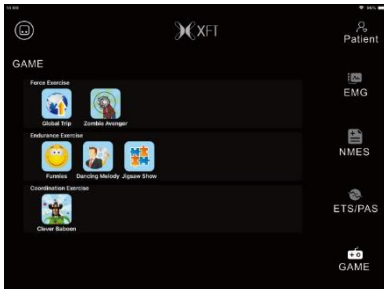 XFT
Patient
GAME
Force Exercise
Global Trip Zombie Avenger
EMG
Endurance Exercise
Funnies Dancing Melody Jigsaw Show
NMES
Coordination Exercise
Clever Baboon
ETS/PAS
GAME